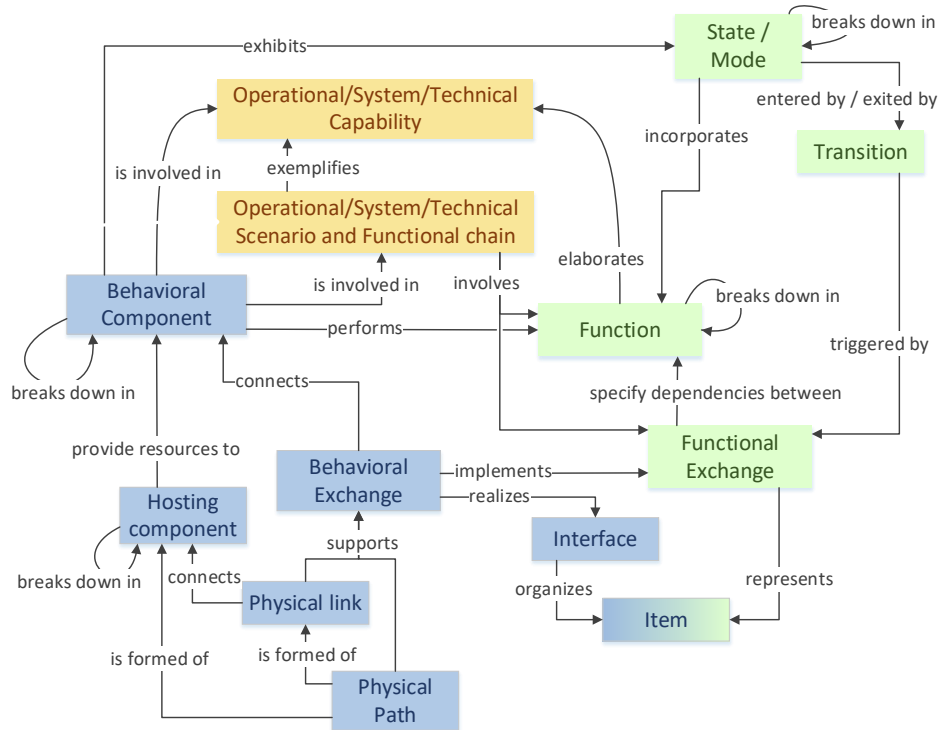 State /
Mode
breaks down in
exhibits
Operational/System/Technical
Capability
entered by / exited by
incorporates
Transition
is involved in
exemplifies
Operational/System/Technical
Scenario and Functional chain
elaborates
Behavioral
Component
is involved in
involves
breaks down in
performs
Function
triggered by
breaks down in
connects
specify dependencies between
provide resources to
Behavioral
Exchange
implements
Functional
Exchange
realizes
Hosting
component
Interface
supports
breaks down in
connects
organizes
represents
Physical link
Item
is formed of
is formed of
Physical
Path